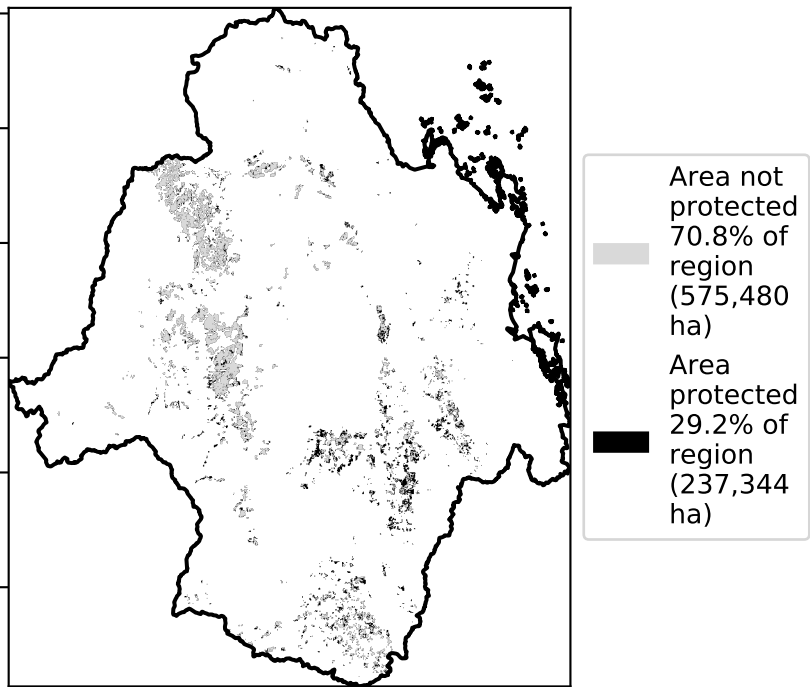 Area not
protected
70.8% of
region
(575,480
ha)
Area
protected
29.2% of
region
(237,344
ha)